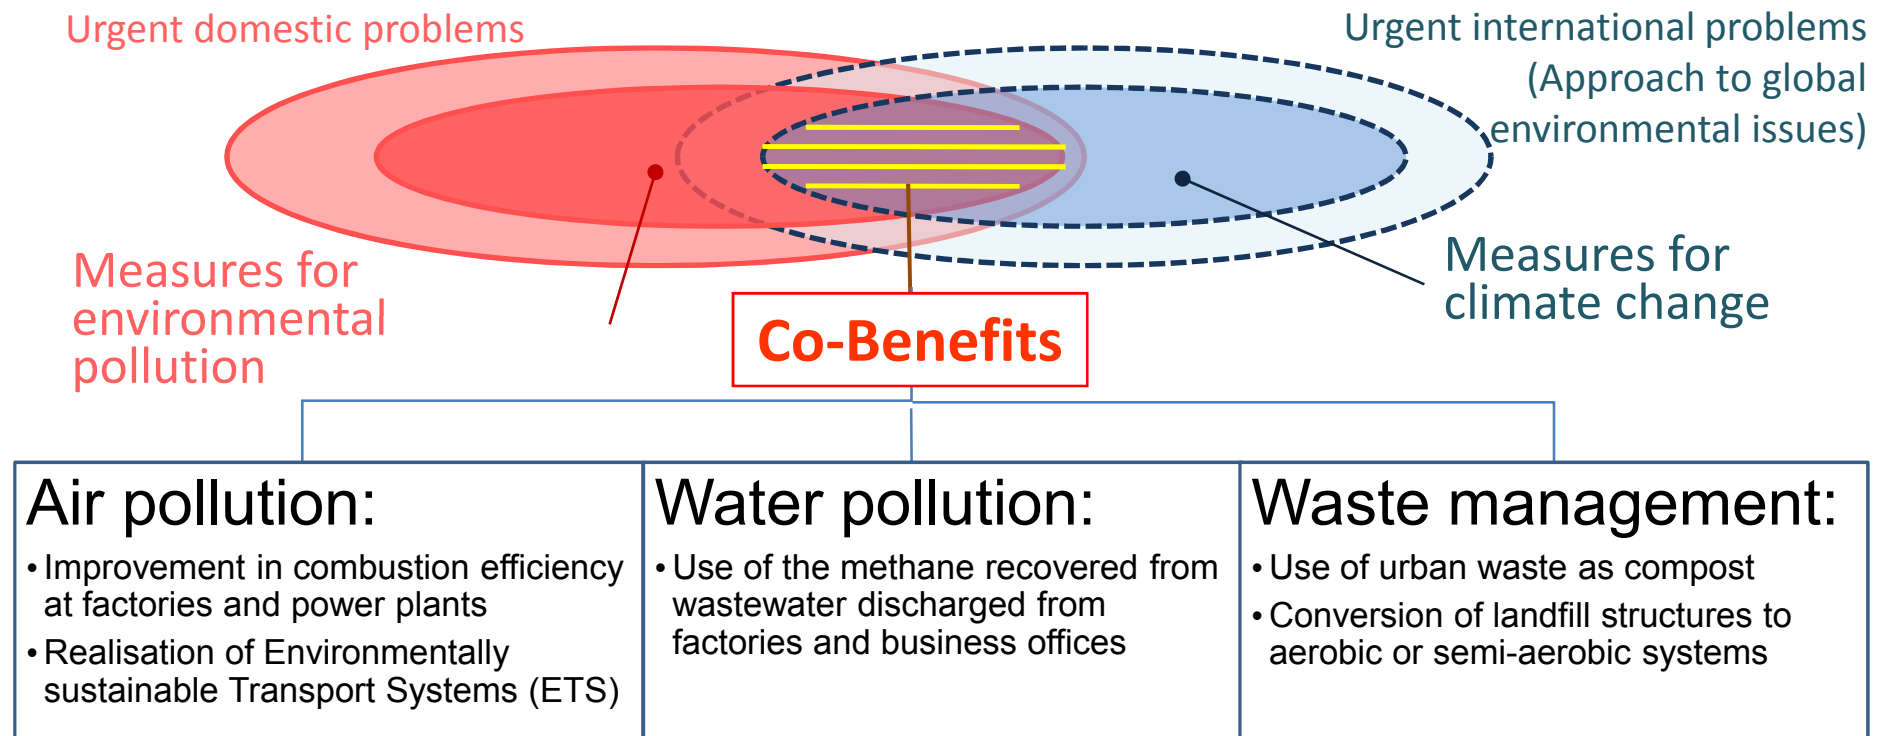 Urgent domestic problems
Urgent international problems
(Approach to global
environmental issues)
Measures for
environmental
pollution
Measures for
climate change
Co-Benefits
Air pollution:
• Improvement in combustion efficiency
at factories and power plants
• Realisation of Environmentally
sustainable Transport Systems (ETS)
Water pollution:
• Use of the methane recovered from
wastewater discharged from
factories and business offices
Waste management:
• Use of urban waste as compost
• Conversion of landfill structures to
aerobic or semi-aerobic systems